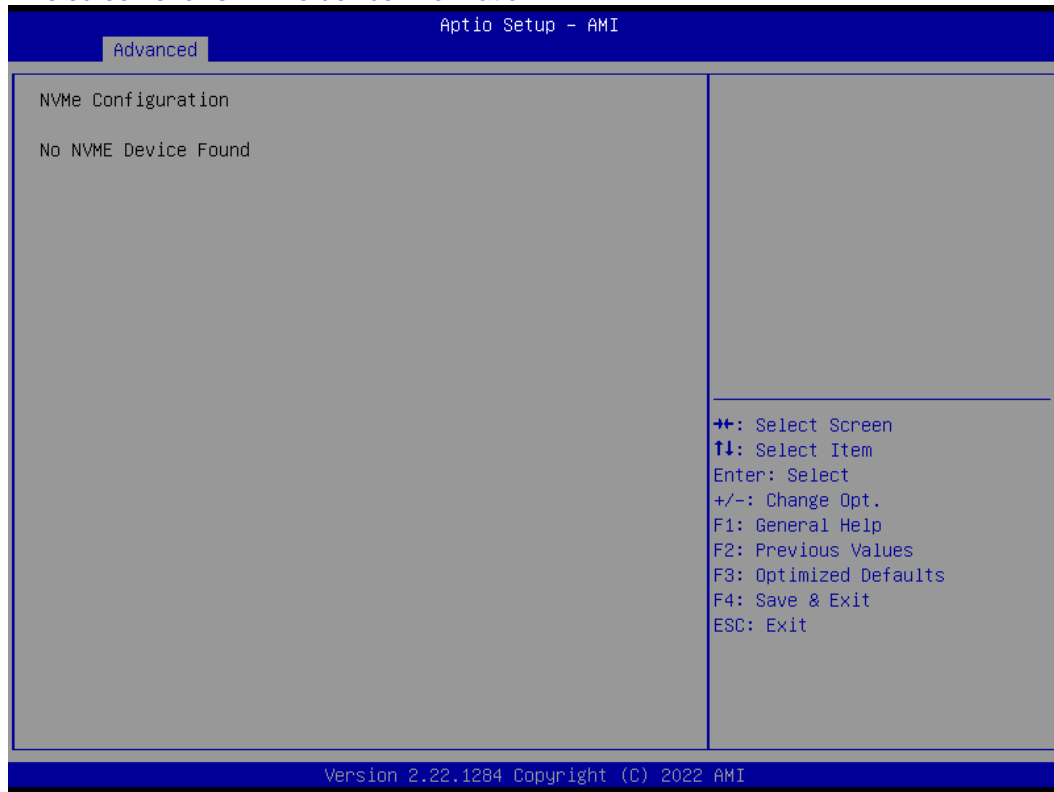 Aptio Setup – AMI
Advanced
NVMe Configuration
No NVME Device Found
→←: Select Screen
↑↓: Select Item
Enter: Select
+/-: Change Opt.
F1: General Help
F2: Previous Values
F3: Optimized Defaults
F4: Save & Exit
ESC: Exit
Version 2.22.1284 Copyright (C) 2022 AMI